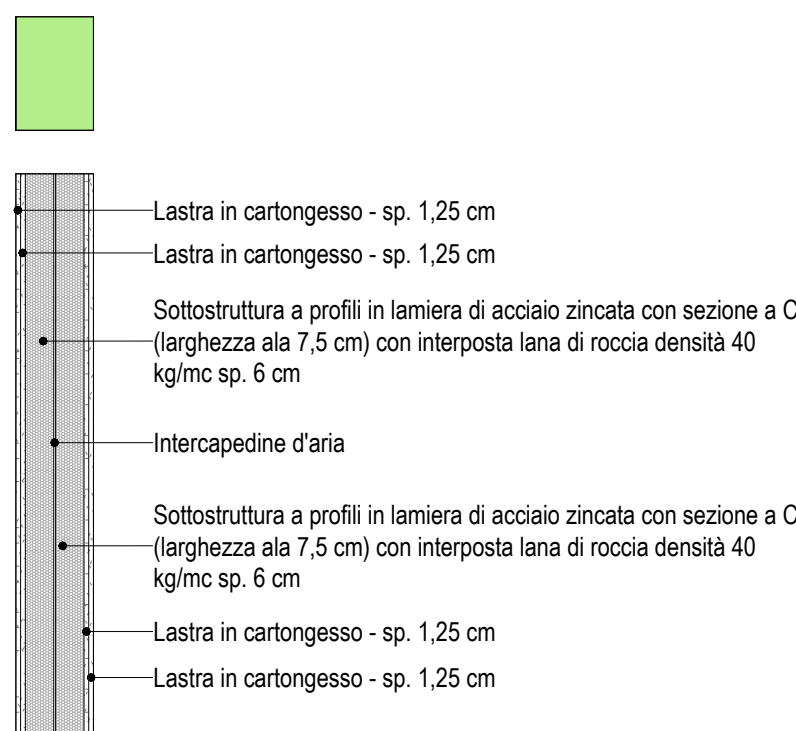 Lastra in cartongesso - sp. 1,25 cm
Lastra in cartongesso - sp. 1,25 cm
Sottostruttura a profili in lamiera di acciaio zincata con sezione a C
(larghezza ala 7,5 cm) con interposta lana di roccia densità 40
kg/mc sp. 6 cm
Intercapedine d'aria
Sottostruttura a profili in lamiera di acciaio zincata con sezione a C
(larghezza ala 7,5 cm) con interposta lana di roccia densità 40
kg/mc sp. 6 cm
Lastra in cartongesso - sp. 1,25 cm
Lastra in cartongesso - sp. 1,25 cm